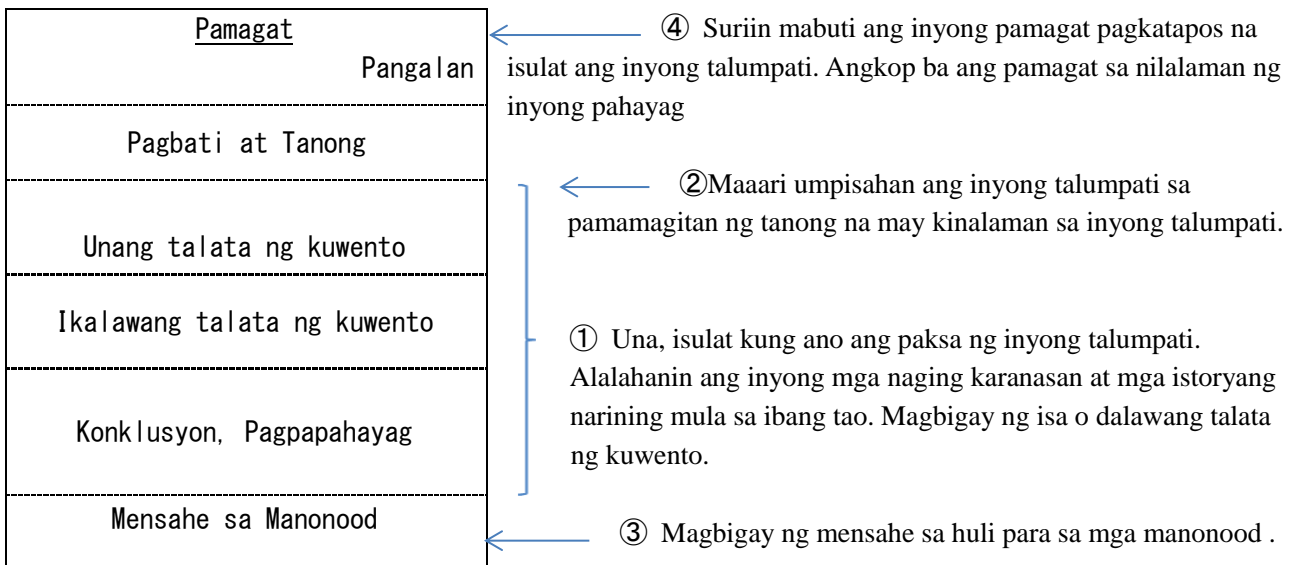 Pamagat
Pangalan
Pagbati at Tanong
Unang talata ng kuwento
Ikalawang talata ng kuwento
Konklusyon, Pagpapahayag
Mensahe sa Manonood
④ Suriin mabuti ang inyong pamagat pagkatapos na
isulat ang inyong talumpati. Angkop ba ang pamagat sa nilalaman ng
inyong pahayag
②Maaari umpisahan ang inyong talumpati sa
pamamagitan ng tanong na may kinalaman sa inyong talumpati.
① Una, isulat kung ano ang paksa ng inyong talumpati.
Alalahanin ang inyong mga naging karanasan at mga istoryang
narining mula sa ibang tao. Magbigay ng isa o dalawang talata
ng kuwento.
③ Magbigay ng mensahe sa huli para sa mga manonood .